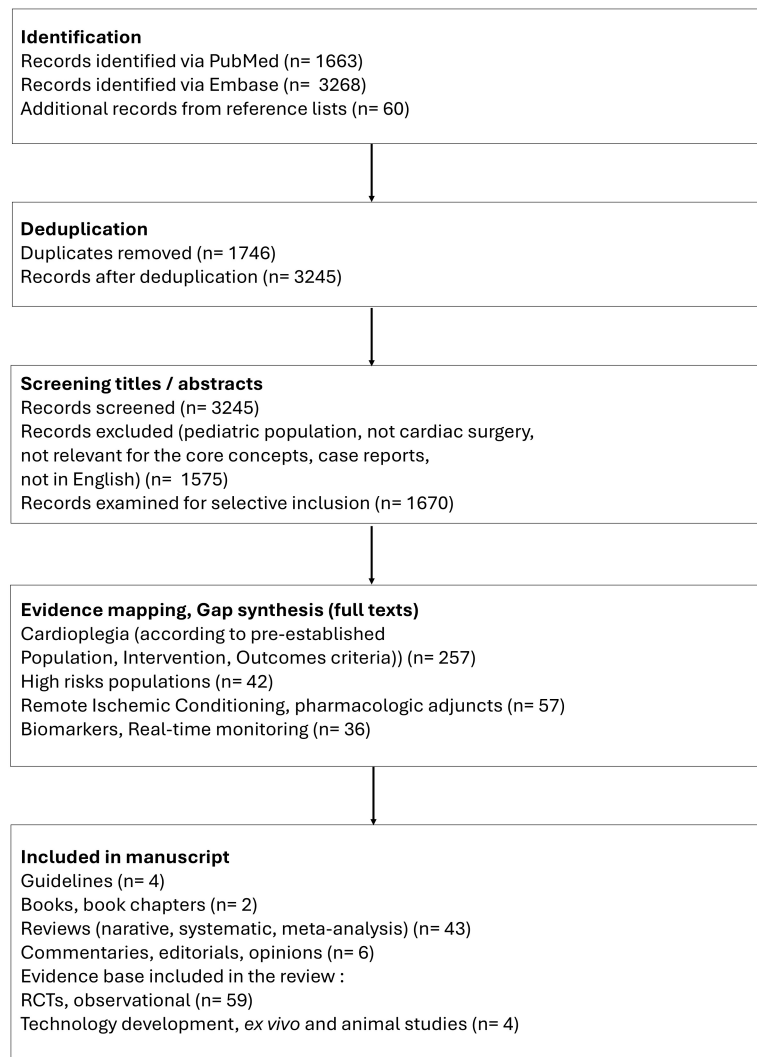 Identification
Records identified via PubMed (n= 1663)
Records identified via Embase (n=  3268)
Additional records from reference lists (n= 60)
Deduplication
Duplicates removed (n= 1746)
Records after deduplication (n= 3245)
Screening titles / abstracts
Records screened (n= 3245)
Records excluded (pediatric population, not cardiac surgery,
not relevant for the core concepts, case reports,
not in English) (n=  1575)
Records examined for selective inclusion (n= 1670)
Evidence mapping, Gap synthesis (full texts)
Cardioplegia (according to pre-established
Population, Intervention, Outcomes criteria)) (n= 257)
High risks populations (n= 42)
Remote Ischemic Conditioning, pharmacologic adjuncts (n= 57)
Biomarkers, Real-time monitoring (n= 36)
Included in manuscript
Guidelines (n= 4)
Books, book chapters (n= 2)
Reviews (narative, systematic, meta-analysis) (n= 43)
Commentaries, editorials, opinions (n= 6)
Evidence base included in the review :
RCTs, observational (n= 59)
Technology development, ex vivo and animal studies (n= 4)